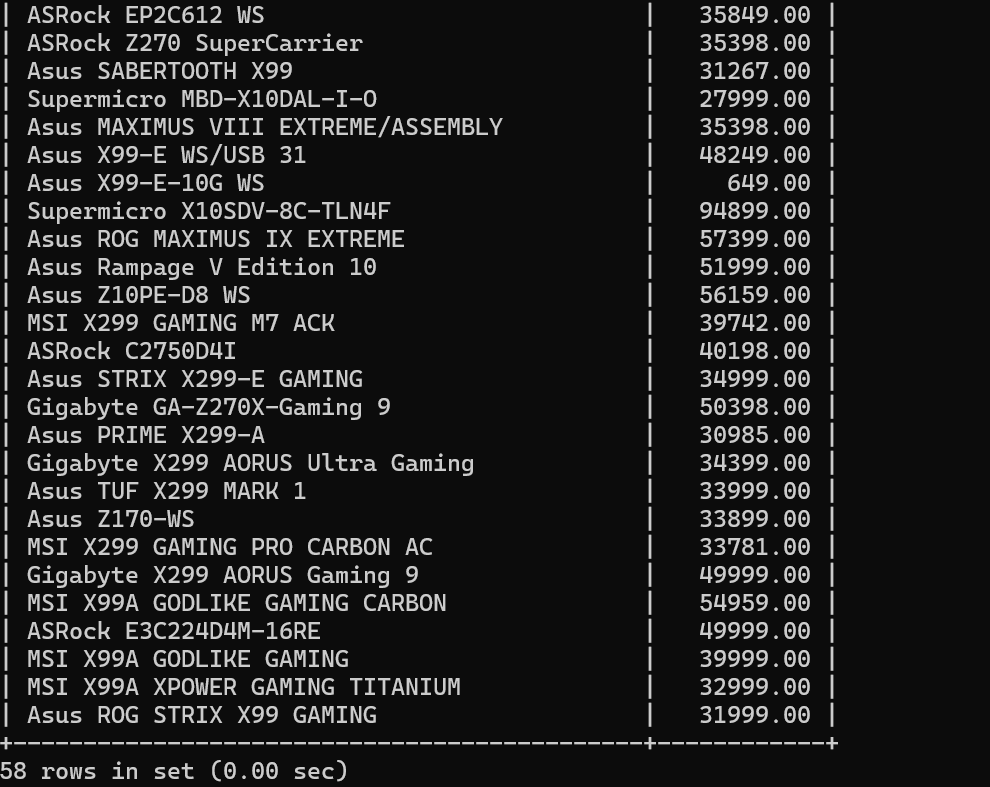 | ASRock EP2C612 WS | 35849.00 |
| ASRock Z270 SuperCarrier | 35398.00 |
| Asus SABERTOOTH X99 | 31267.00 |
| Supermicro MBD-X10DAL-I-O | 27999.00 |
| Asus MAXIMUS VIII EXTREME/ASSEMBLY | 35398.00 |
| Asus X99-E WS/USB 31 | 48249.00 |
| Asus X99-E-10G WS | 649.00 |
| Supermicro X10SDV-8C-TLN4F | 94899.00 |
| Asus ROG MAXIMUS IX EXTREME | 57399.00 |
| Asus Rampage V Edition 10 | 51999.00 |
| Asus Z10PE-D8 WS | 56159.00 |
| MSI X299 GAMING M7 ACK | 39742.00 |
| ASRock C2750D4I | 40198.00 |
| Asus STRIX X299-E GAMING | 34999.00 |
| Gigabyte GA-Z270X-Gaming 9 | 50398.00 |
| Asus PRIME X299-A | 30985.00 |
| Gigabyte X299 AORUS Ultra Gaming | 34399.00 |
| Asus TUF X299 MARK 1 | 33999.00 |
| Asus Z170-WS | 33899.00 |
| MSI X299 GAMING PRO CARBON AC | 33781.00 |
| Gigabyte X299 AORUS Gaming 9 | 49999.00 |
| MSI X99A GODLIKE GAMING CARBON | 54959.00 |
| ASRock E3C224D4M-16RE | 49999.00 |
| MSI X99A GODLIKE GAMING | 39999.00 |
| MSI X99A XPOWER GAMING TITANIUM | 32999.00 |
| Asus ROG STRIX X99 GAMING | 31999.00 |
+---------------------------------------------+------------+
58 rows in set (0.00 sec)